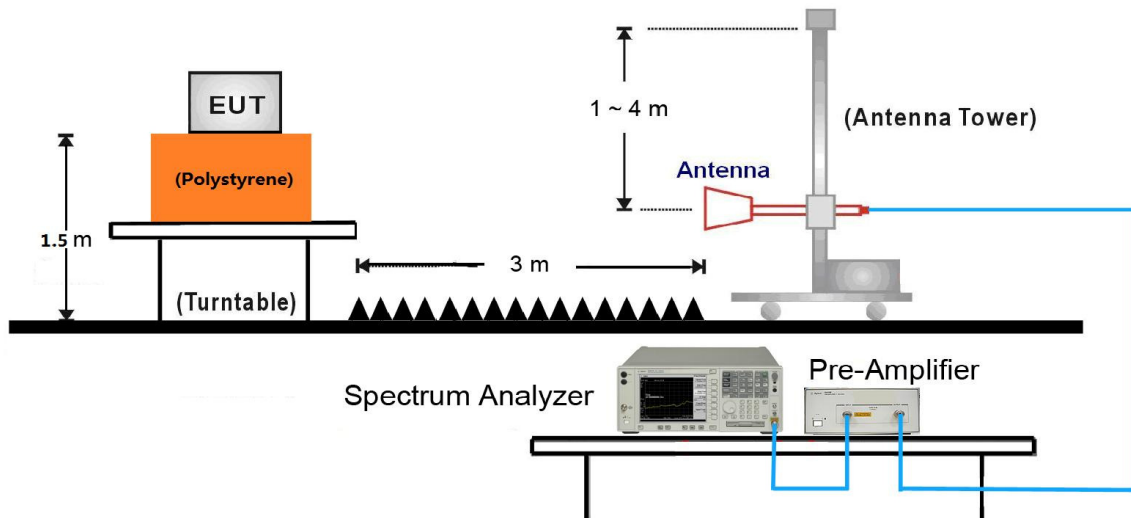 EUT
(Polystyrene)
1.5 m
(Turntable)
3 m
1 ~ 4 m
(Antenna Tower)
Antenna
Spectrum Analyzer
Pre-Amplifier